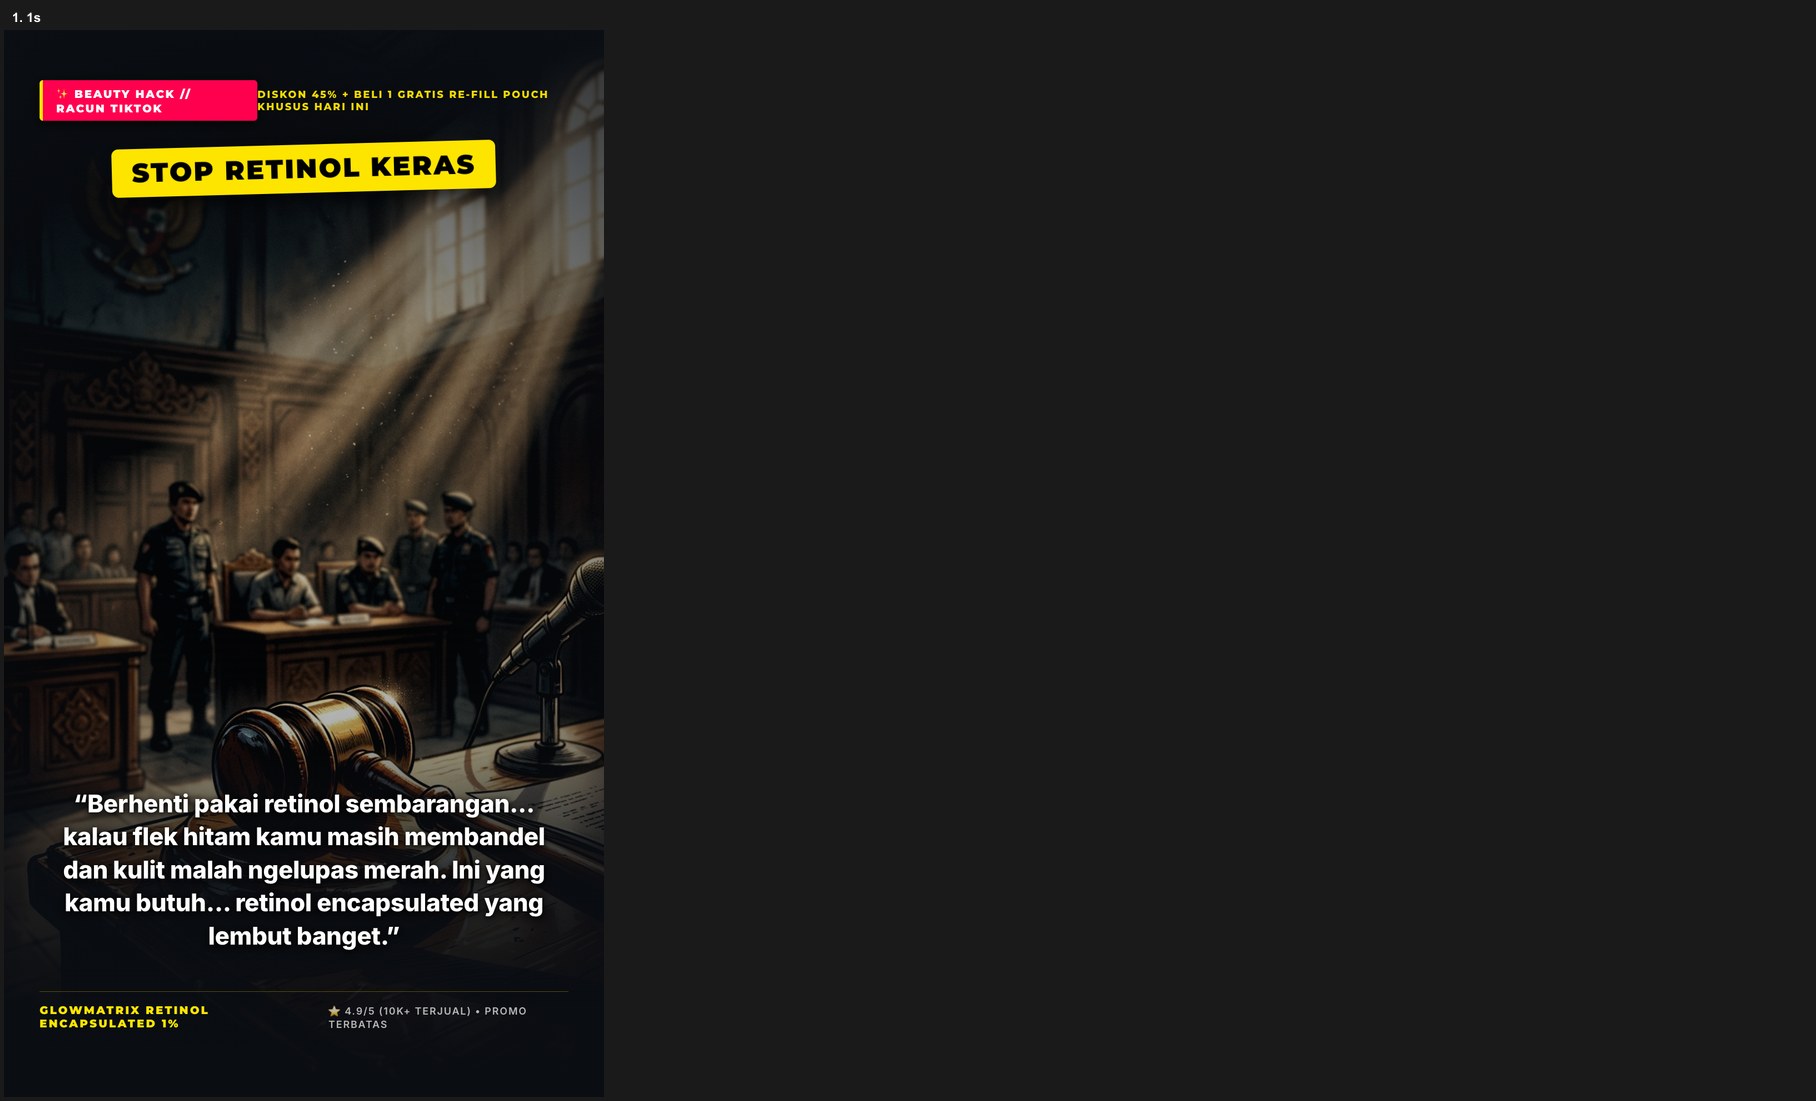 1. 1s
✨ BEAUTY HACK //
RACUN TIKTOK
DISKON 45% + BELI 1 GRATIS RE-FILL POUCH
KHUSUS HARI INI
STOP RETINOL KERAS
“Berhenti pakai retinol sembarangan...
kalau flek hitam kamu masih membandel
dan kulit malah ngelupas merah. Ini yang
kamu butuh... retinol encapsulated yang
lembut banget.”
GLOWMATRIX RETINOL
ENCAPSULATED 1%
⭐ 4.9/5 (10K+ TERJUAL) • PROMO
TERBATAS